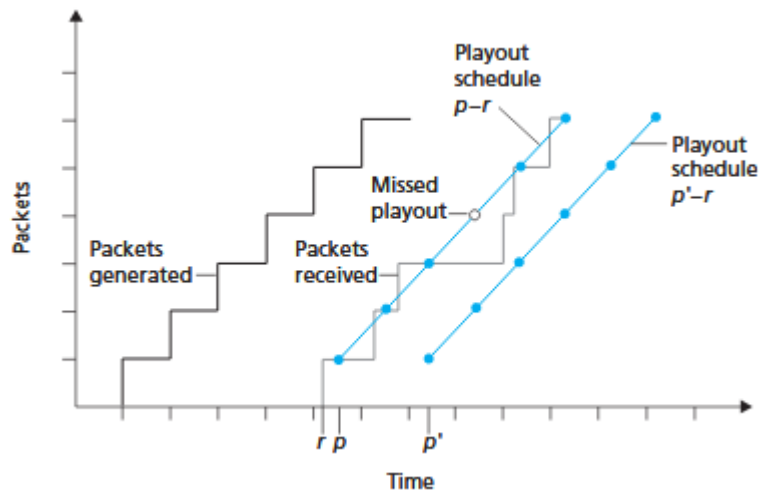 Playout
schedule
p–r
Playout
schedule
p'–r
Missed
playout
Packets
generated
Packets
received
Packets
r p p'
Time